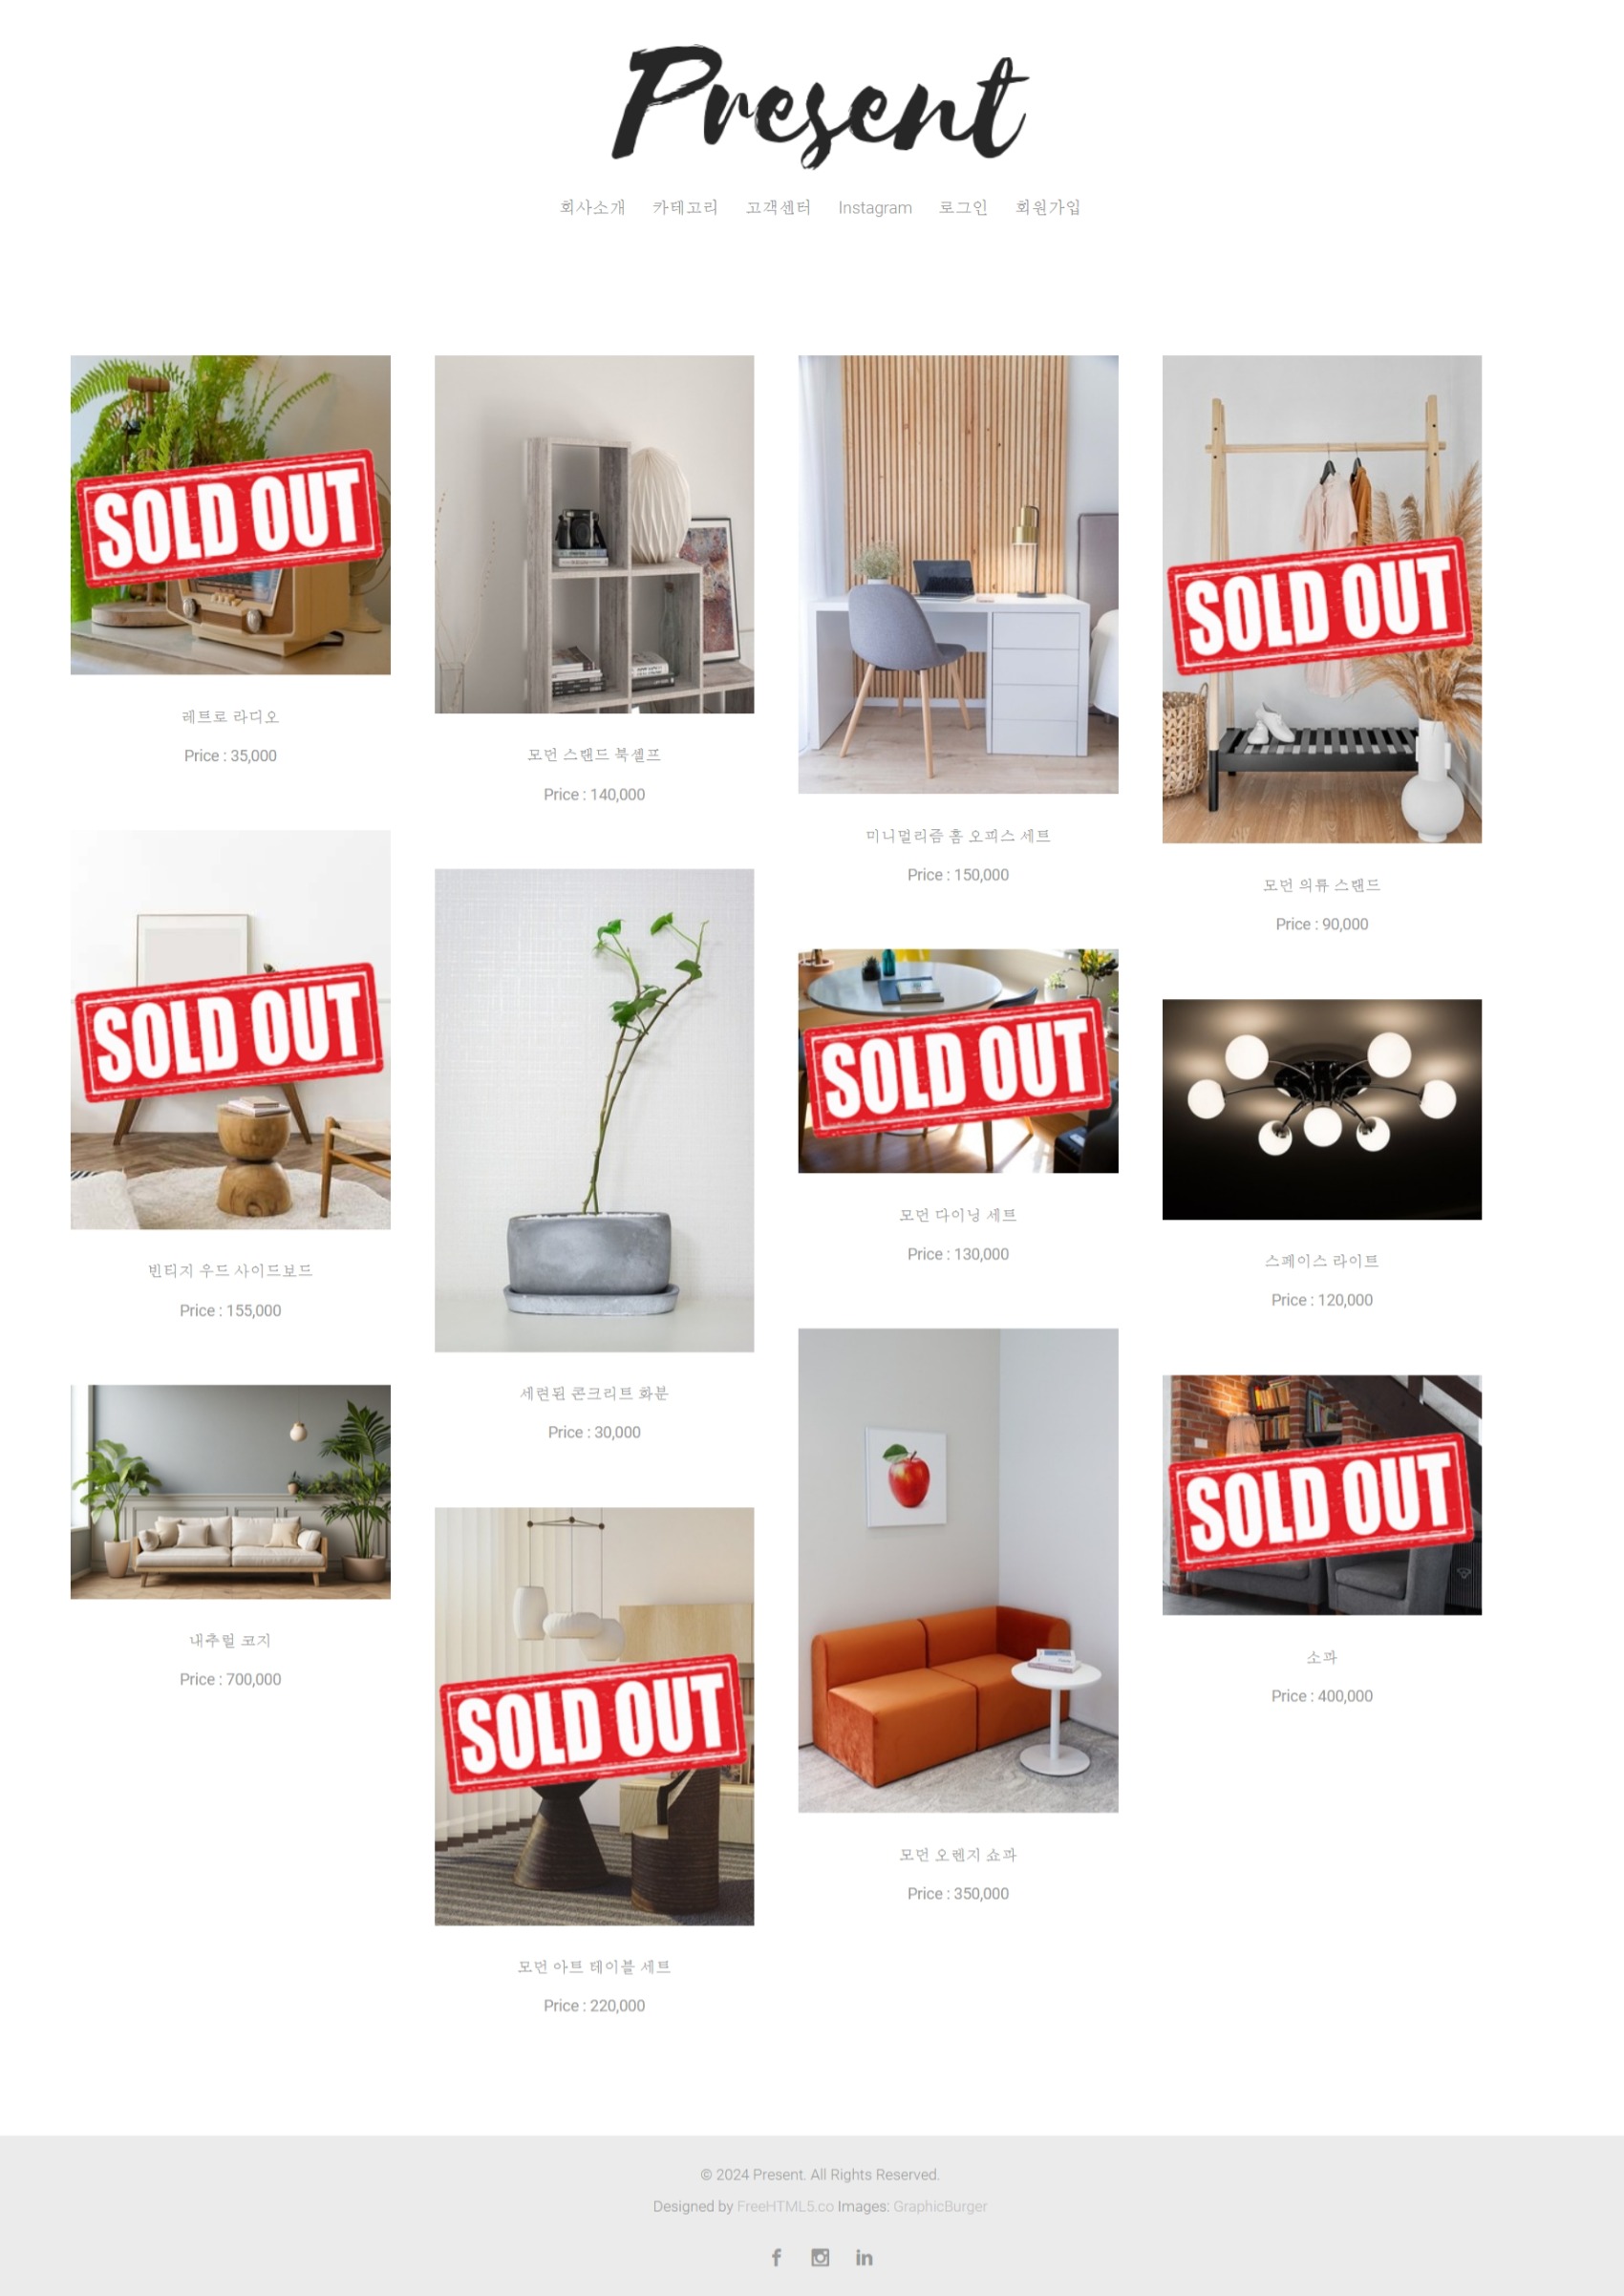 Present
회사소개 카테고리 고객센터 Instagram 로그인 회원가입
SOLD OUT
레트로 라디오
Price : 35,000
모던 스탠드 북셸프
Price : 140,000
미니멀리즘 홈 오피스 세트
Price : 150,000
SOLD OUT
모던 의류 스탠드
Price : 90,000
SOLD OUT
빈티지 우드 사이드보드
Price : 155,000
세련된 콘크리트 화분
Price : 30,000
SOLD OUT
모던 다이닝 세트
Price : 130,000
스페이스 라이트
Price : 120,000
내추럴 코지
Price : 700,000
SOLD OUT
모던 아트 테이블 세트
Price : 220,000
모던 오렌지 쇼파
Price : 350,000
SOLD OUT
소파
Price : 400,000
© 2024 Present. All Rights Reserved.
Designed by FreeHTML5.co Images: GraphicBurger